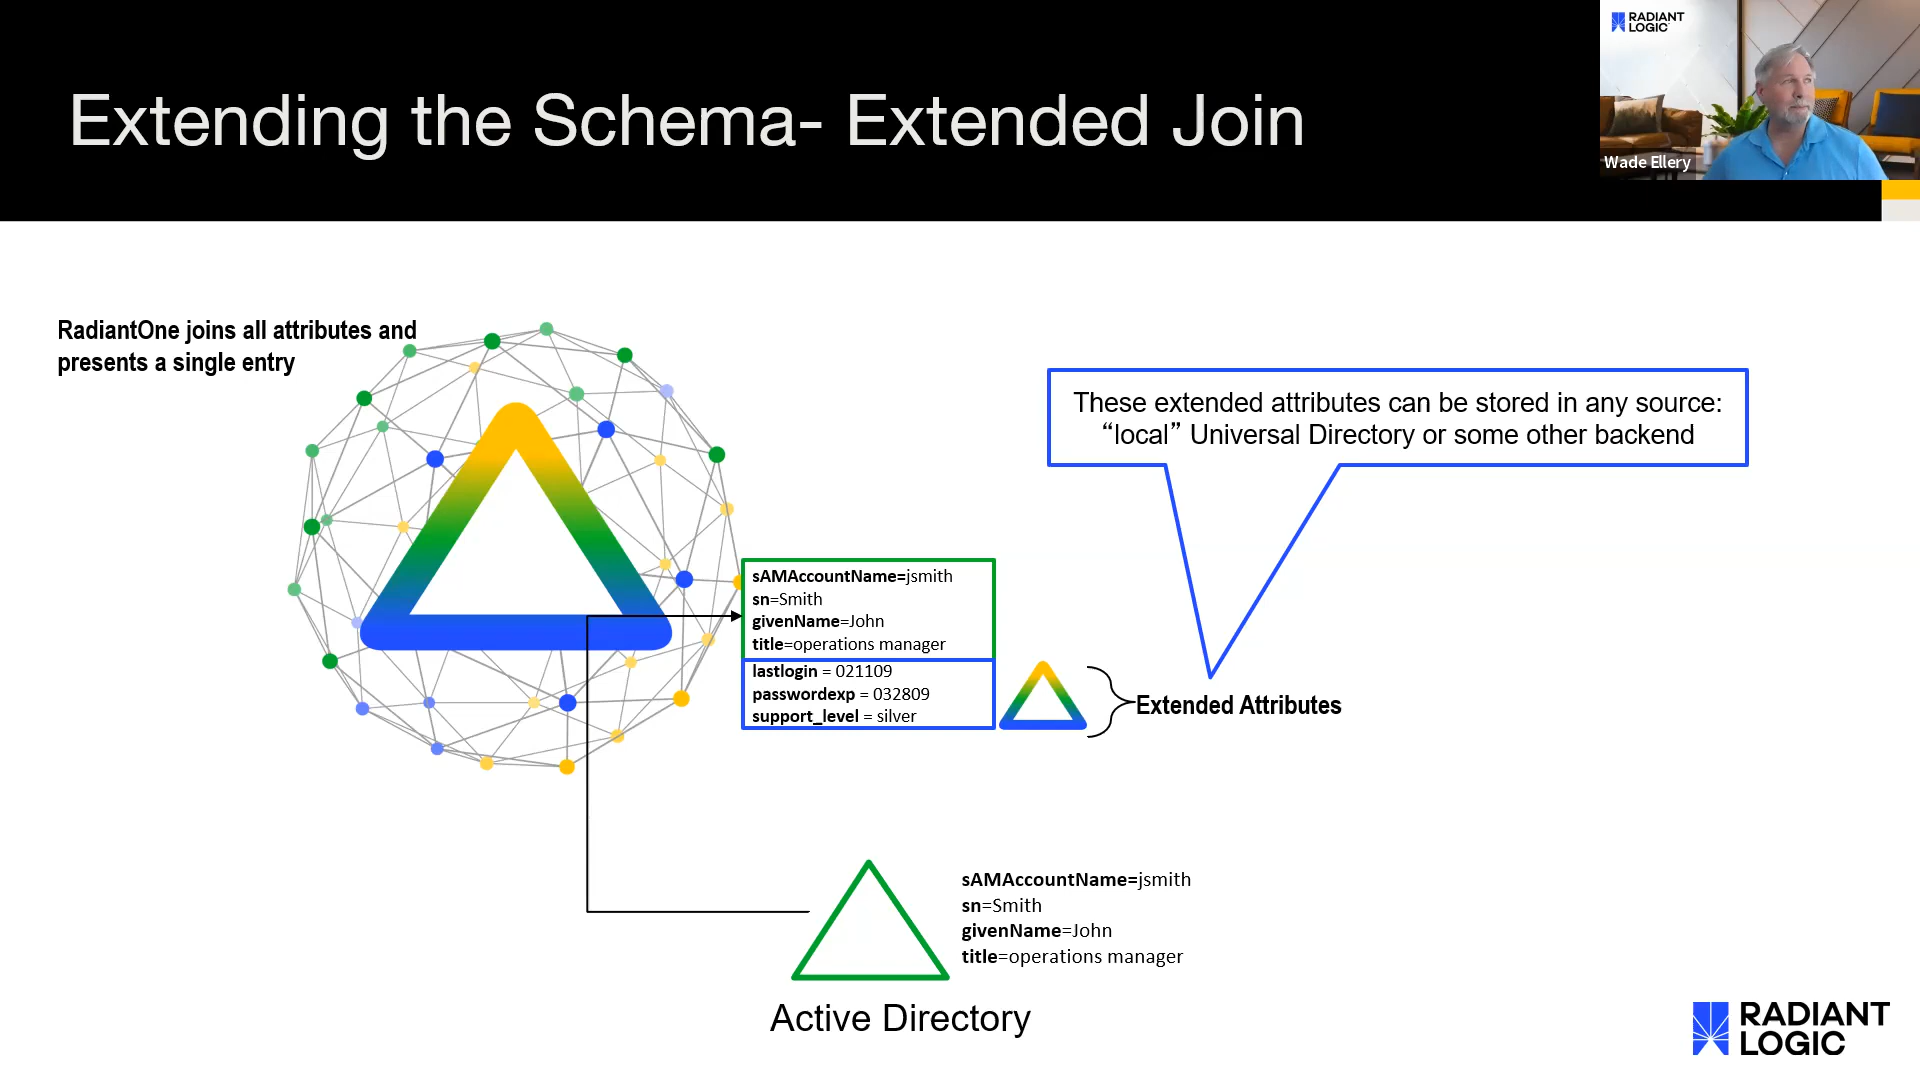 Extending the Schema- Extended Join
RADIANT
LOGIC
Wade Ellery
RadiantOne joins all attributes and
presents a single entry
These extended attributes can be stored in any source:
“local” Universal Directory or some other backend
sAMAccountName=jsmith
sn=Smith
givenName=John
title=operations manager
lastlogin = 021109
passwordexp = 032809
support_level = silver
Extended Attributes
sAMAccountName=jsmith
sn=Smith
givenName=John
title=operations manager
Active Directory
RADIANT
LOGIC